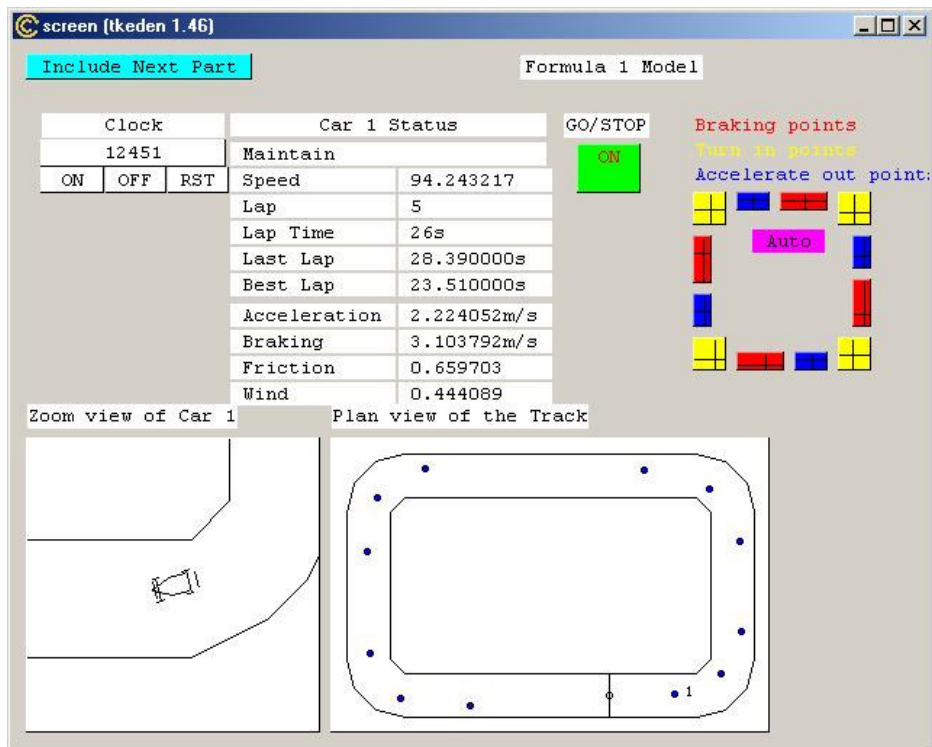 screen (tkeden 1.46)
Include Next Part
Formula 1 Model
Clock
12451
ON OFF RST
Car 1 Status
Maintain
Speed 94.243217
Lap 5
Lap Time 26s
Last Lap 28.390000s
Best Lap 23.510000s
Acceleration 2.224052m/s
Braking 3.103792m/s
Friction 0.659703
Wind 0.444089
GO/STOP
ON
Braking points
Turn in points
Accelerate out point
Auto
Zoom view of Car 1
Plan view of the Track
1